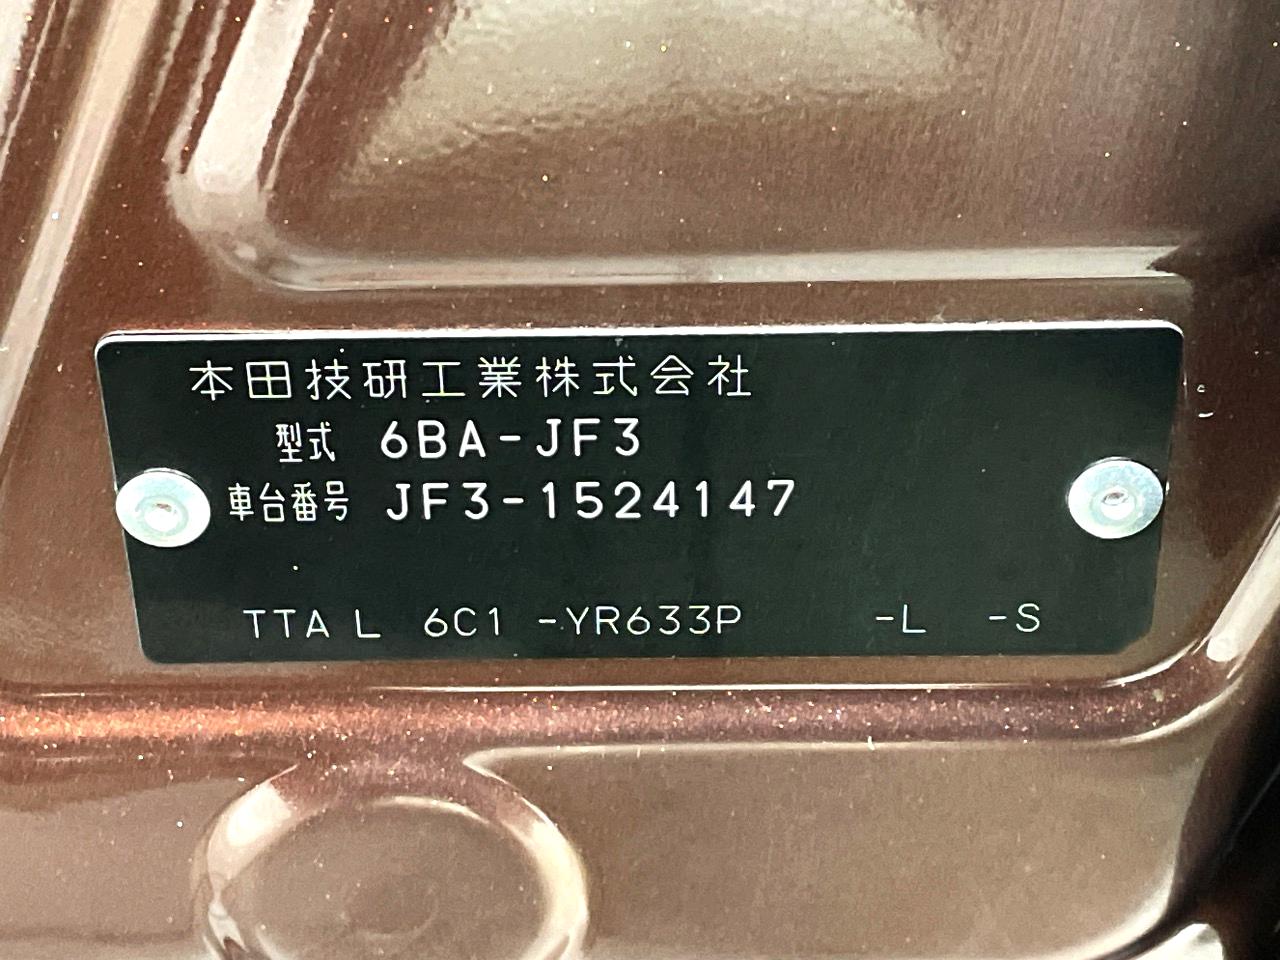 本田技研工業株式会社
型式 6BA-JF3
車台番号 JF3-1524147
TTA L 6C1 -YR633P -L -S